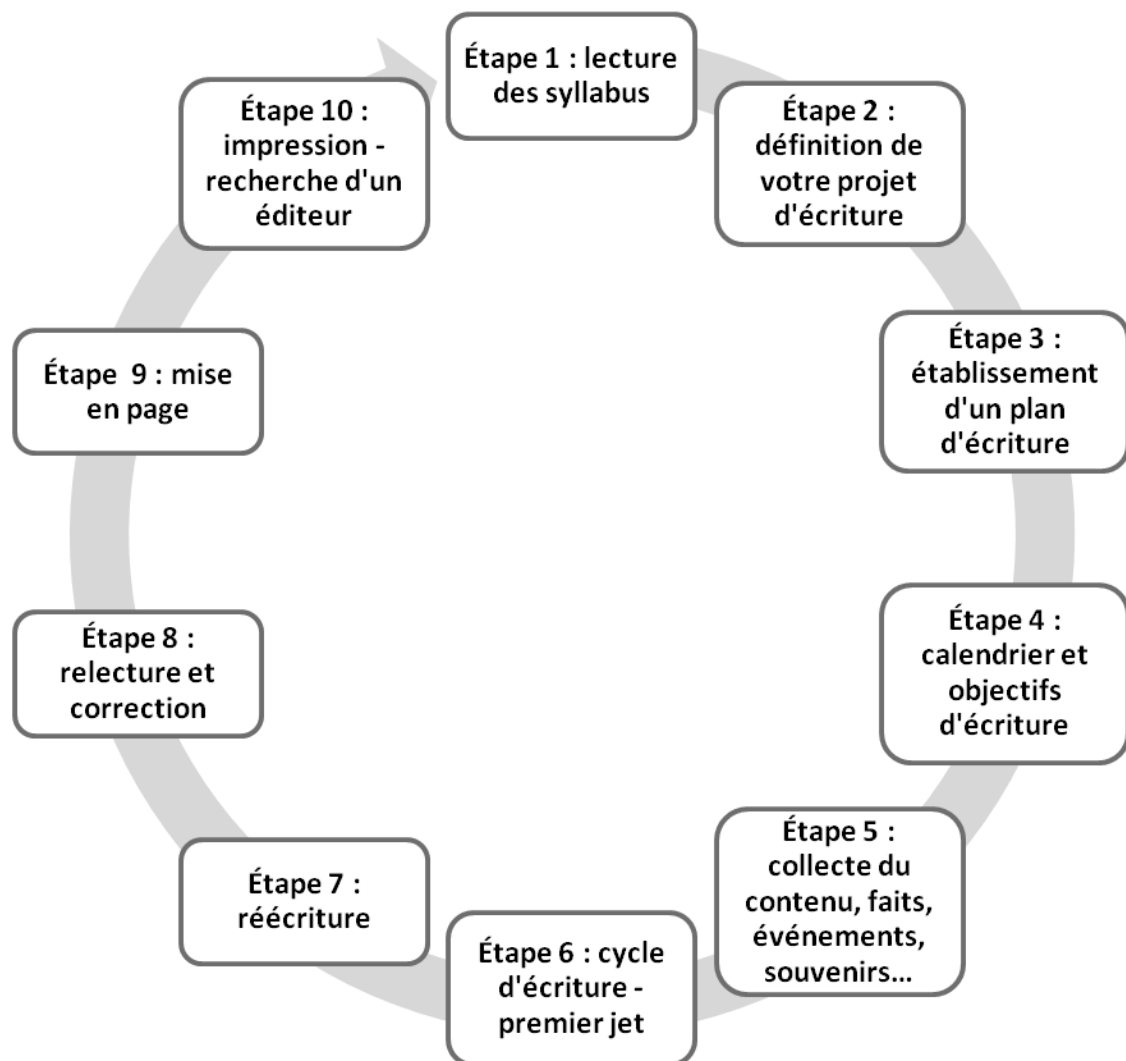 Étape 1 : lecture
des syllabus
Étape 2 :
définition de
votre projet
d'écriture
Étape 3 :
établissement
d'un plan
d'écriture
Étape 4 :
calendrier et
objectifs
d'écriture
Étape 5 :
collecte du
contenu, faits,
événements,
souvenirs...
Étape 6 : cycle
d'écriture -
premier jet
Étape 7 :
réécriture
Étape 8 :
relecture et
correction
Étape  9 : mise
en page
Étape 10 :
impression -
recherche d'un
éditeur